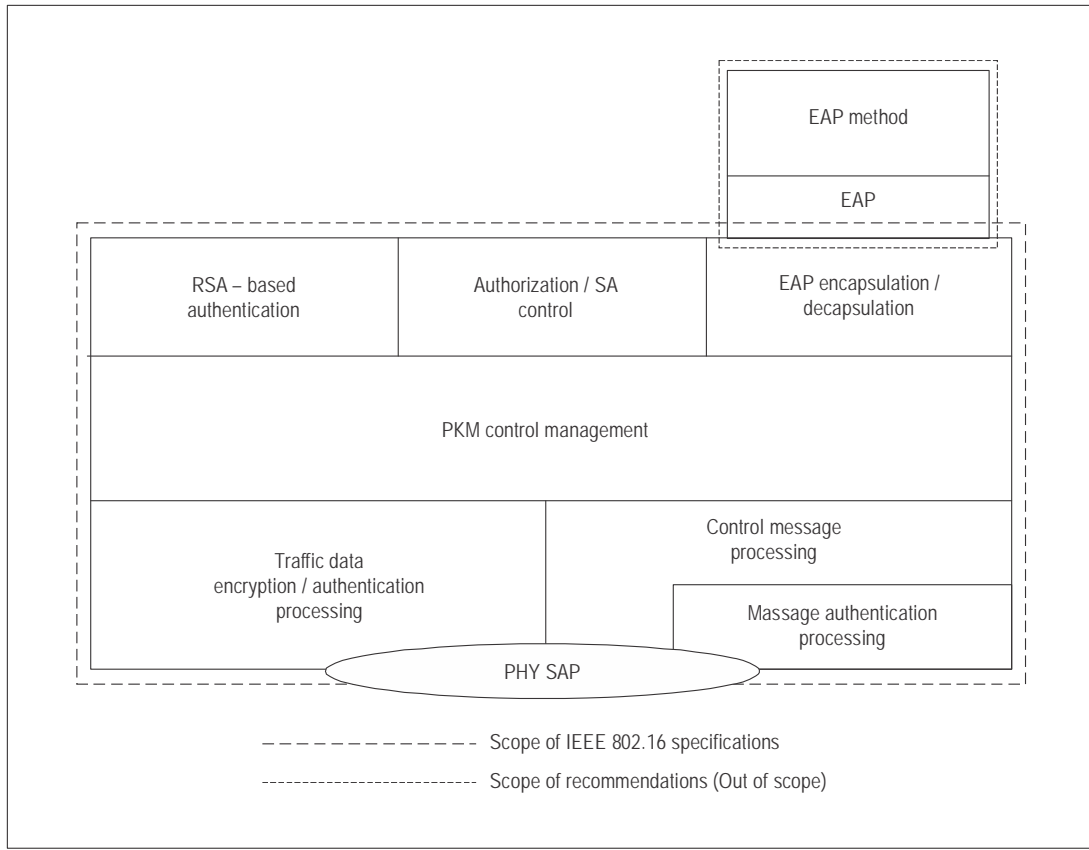 EAP method
EAP
RSA – based
authentication
Authorization / SA
control
EAP encapsulation /
decapsulation
PKM control management
Traffic data
encryption / authentication
processing
Control message
processing
Massage authentication
processing
PHY SAP
Scope of IEEE 802.16 specifications
Scope of recommendations (Out of scope)